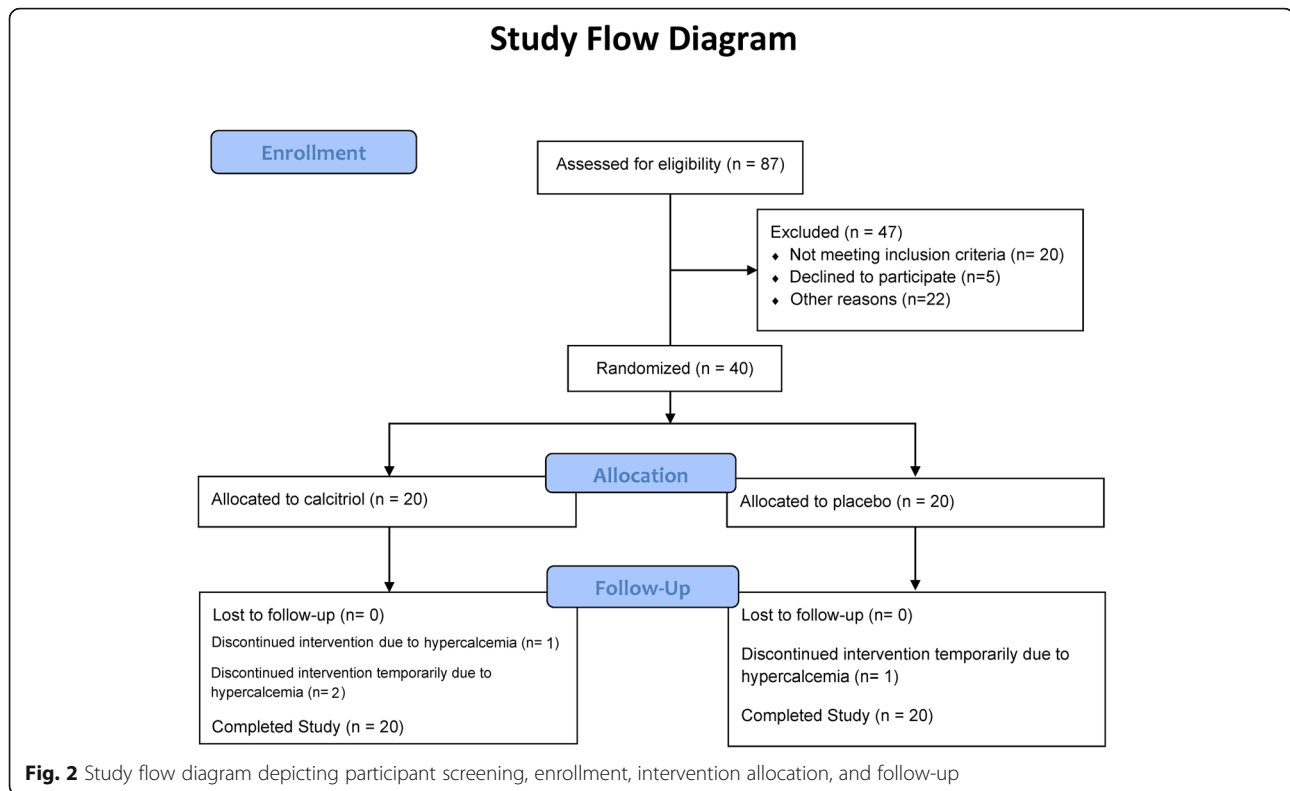 Study Flow Diagram
Enrollment
Assessed for eligibility (n = 87)
Excluded (n = 47)
♦ Not meeting inclusion criteria (n= 20)
♦ Declined to participate (n=5)
♦ Other reasons (n=22)
Randomized (n = 40)
Allocation
Allocated to calcitriol (n = 20)
Allocated to placebo (n = 20)
Follow-Up
Lost to follow-up (n= 0)
Discontinued intervention due to hypercalcemia (n= 1)
Discontinued intervention temporarily due to
hypercalcemia (n= 2)
Completed Study (n = 20)
Lost to follow-up (n= 0)
Discontinued intervention temporarily due to
hypercalcemia (n= 1)
Completed Study (n = 20)
Fig. 2 Study flow diagram depicting participant screening, enrollment, intervention allocation, and follow-up